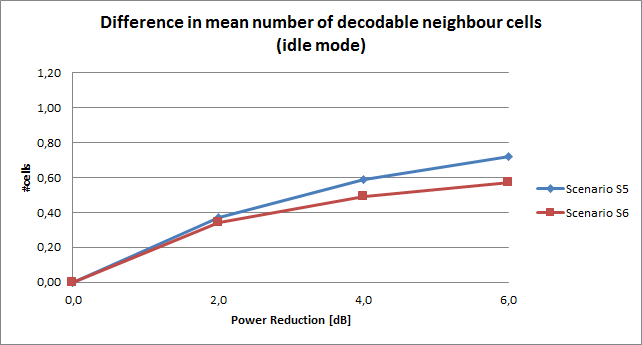 Difference in mean number of decodable neighbour cells
(idle mode)
1,20
1,00
0,80
0,60
0,40
0,20
0,00
#cells
0,0
2,0
4,0
6,0
Power Reduction [dB]
Scenario S5
Scenario S6